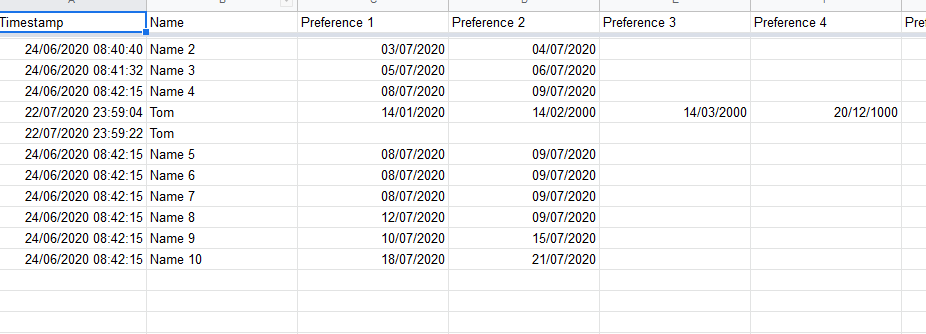 Timestamp Name Preference 1 Preference 2 Preference 3 Preference 4
24/06/2020 08:40:40 Name 2 03/07/2020 04/07/2020
24/06/2020 08:41:32 Name 3 05/07/2020 06/07/2020
24/06/2020 08:42:15 Name 4 08/07/2020 09/07/2020
22/07/2020 23:59:04 Tom 14/01/2020 14/02/2000 14/03/2000 20/12/1000
22/07/2020 23:59:22 Tom
24/06/2020 08:42:15 Name 5 08/07/2020 09/07/2020
24/06/2020 08:42:15 Name 6 08/07/2020 09/07/2020
24/06/2020 08:42:15 Name 7 08/07/2020 09/07/2020
24/06/2020 08:42:15 Name 8 12/07/2020 09/07/2020
24/06/2020 08:42:15 Name 9 10/07/2020 15/07/2020
24/06/2020 08:42:15 Name 10 18/07/2020 21/07/2020